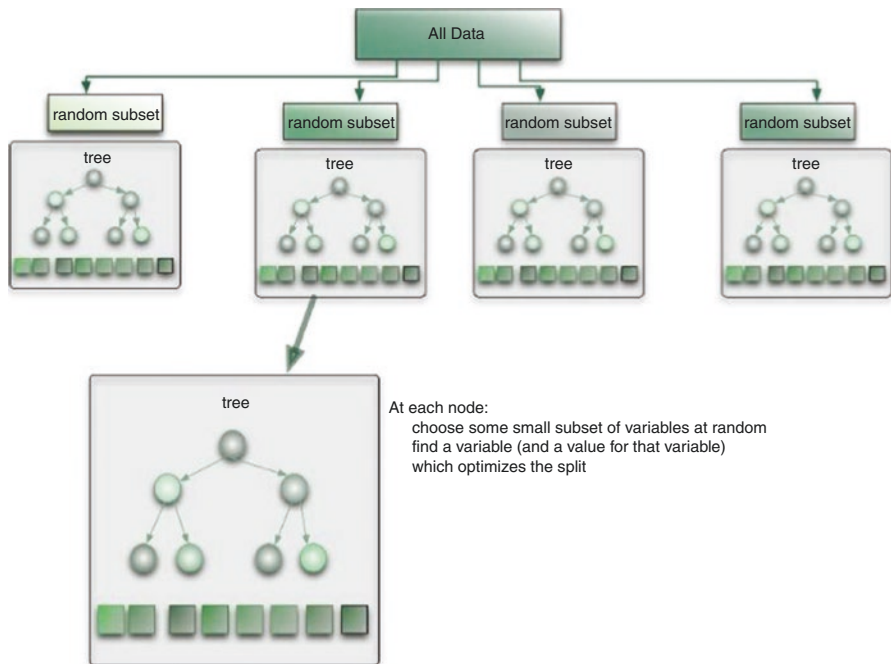 All Data
random subset
random subset
random subset
random subset
tree
tree
tree
tree
tree
At each node:
choose some small subset of variables at random
find a variable (and a value for that variable)
which optimizes the split